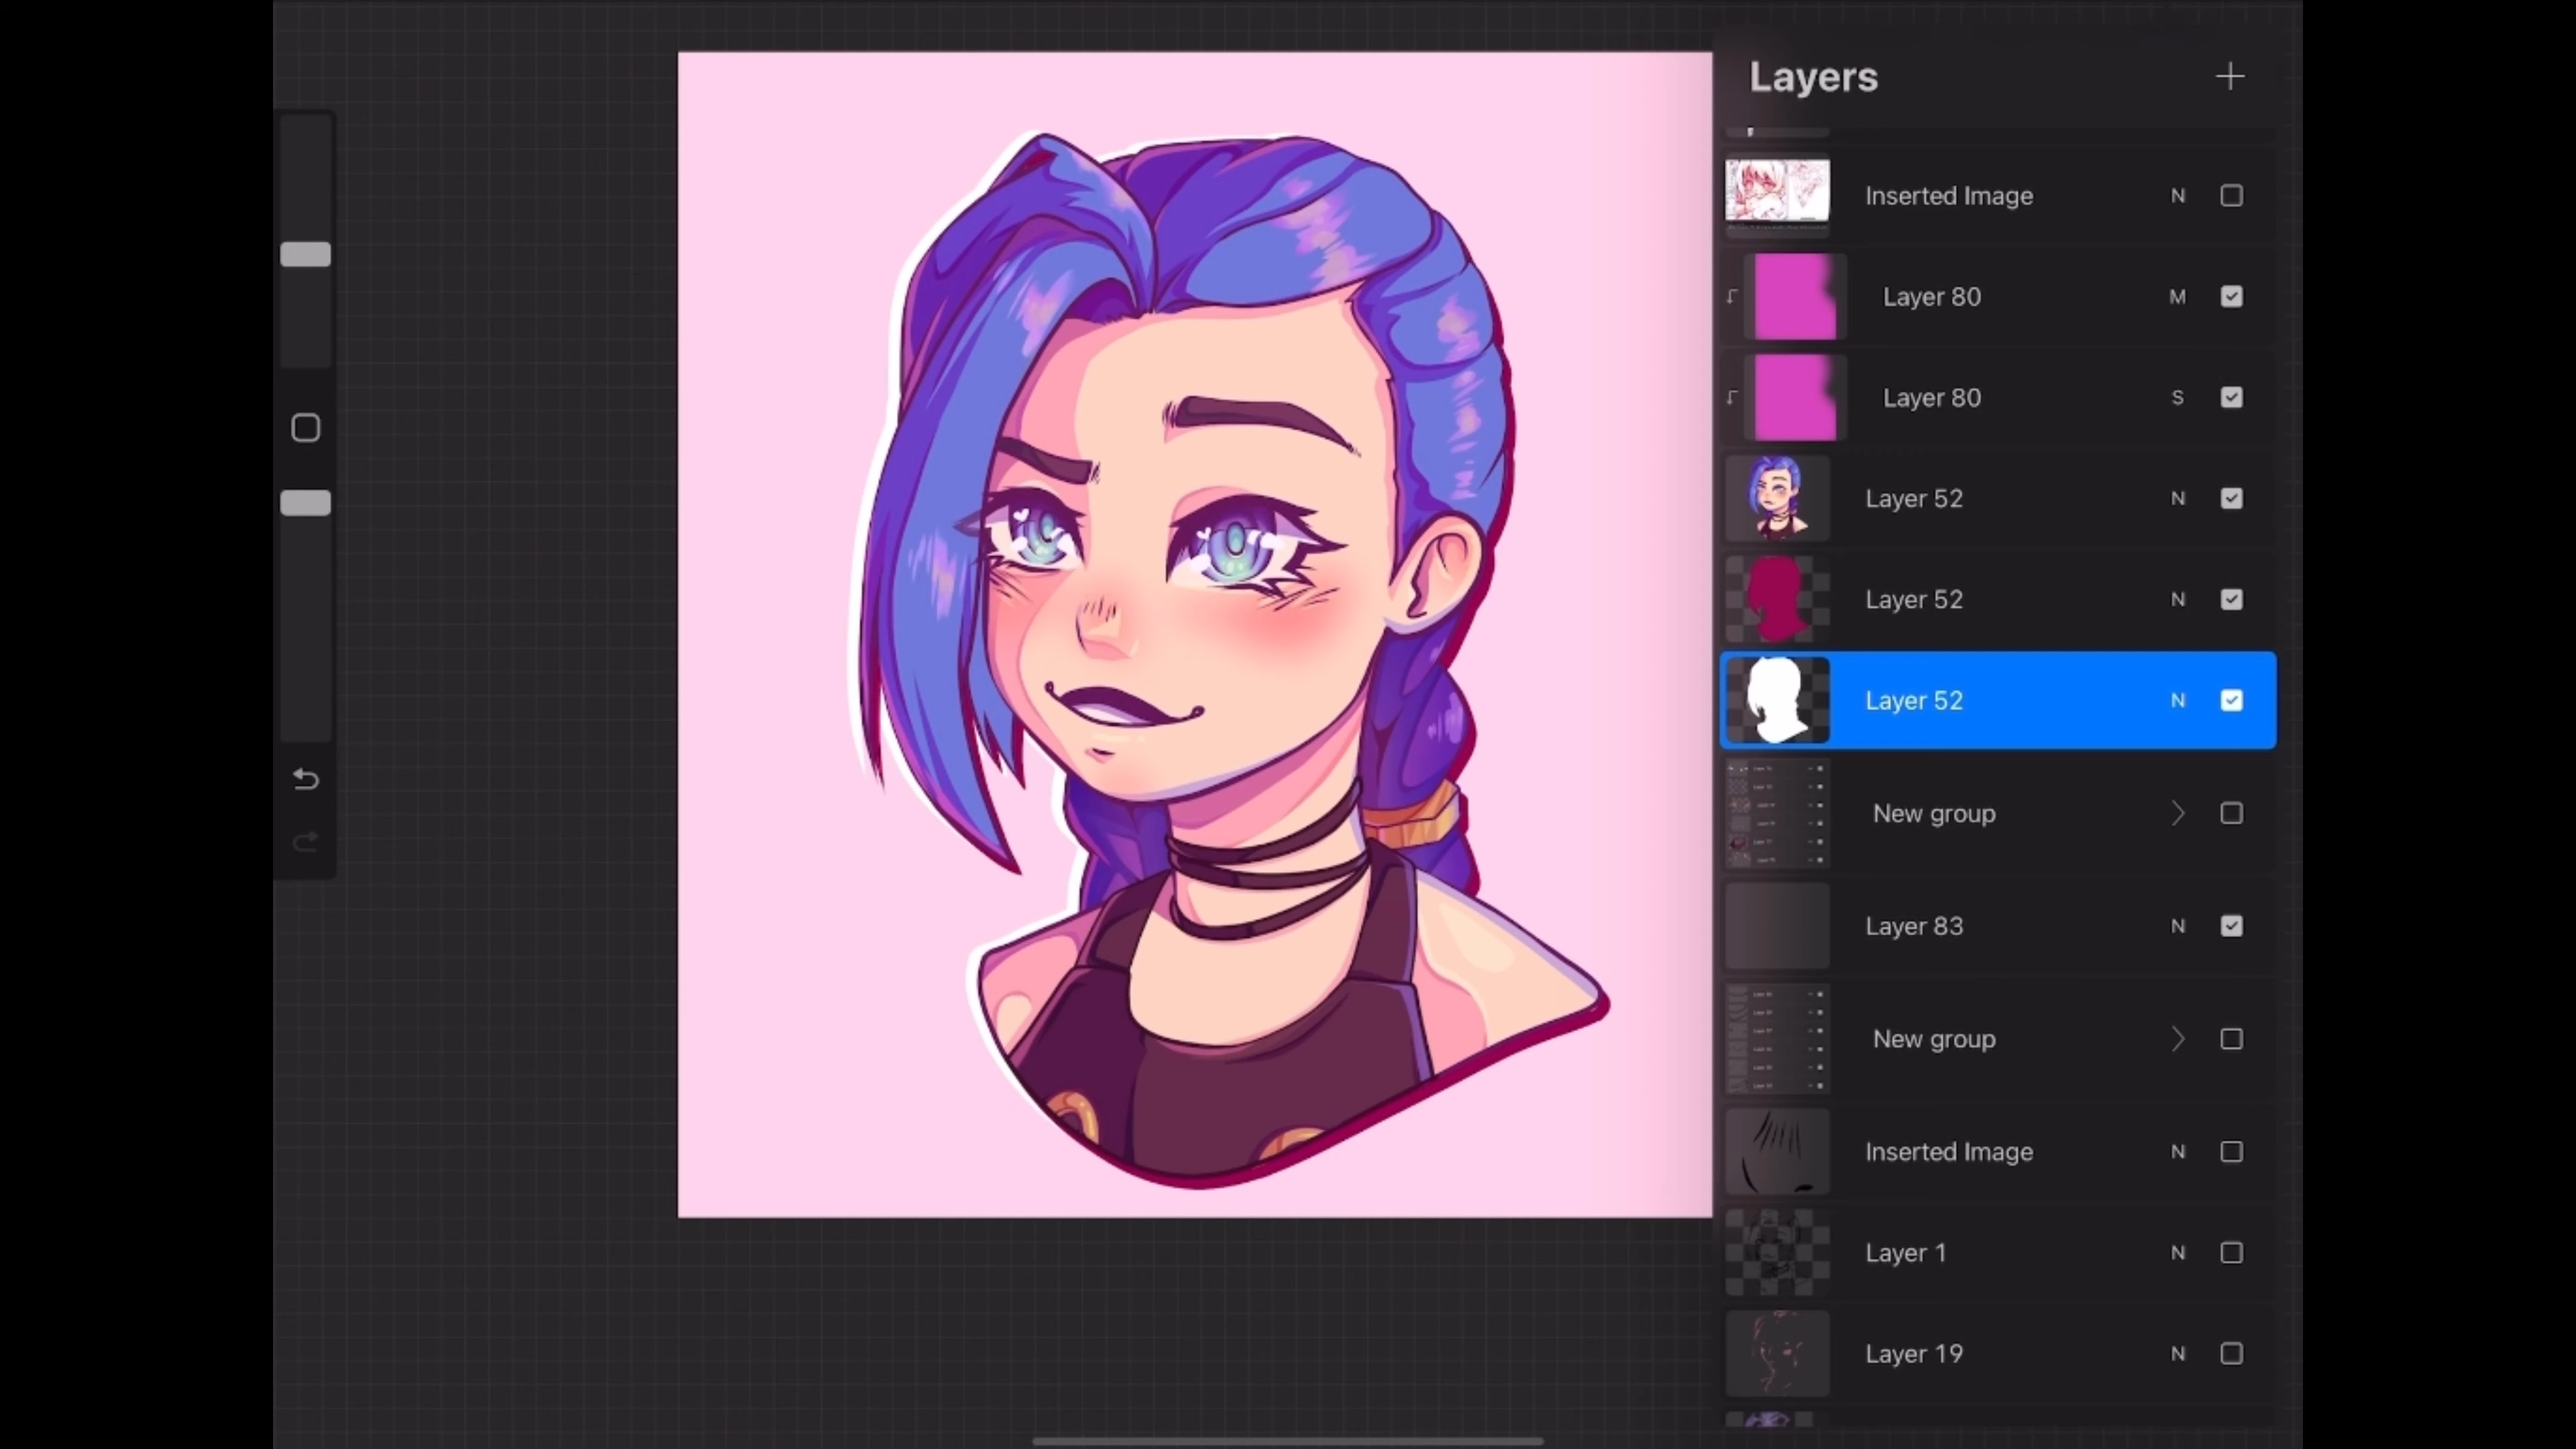 Layers
Inserted Image N
Layer 80 M
Layer 80 S
Layer 52 N
Layer 52 N
Layer 52 N
New group
Layer 83 N
New group
Inserted Image N
Layer 1 N
Layer 19 N